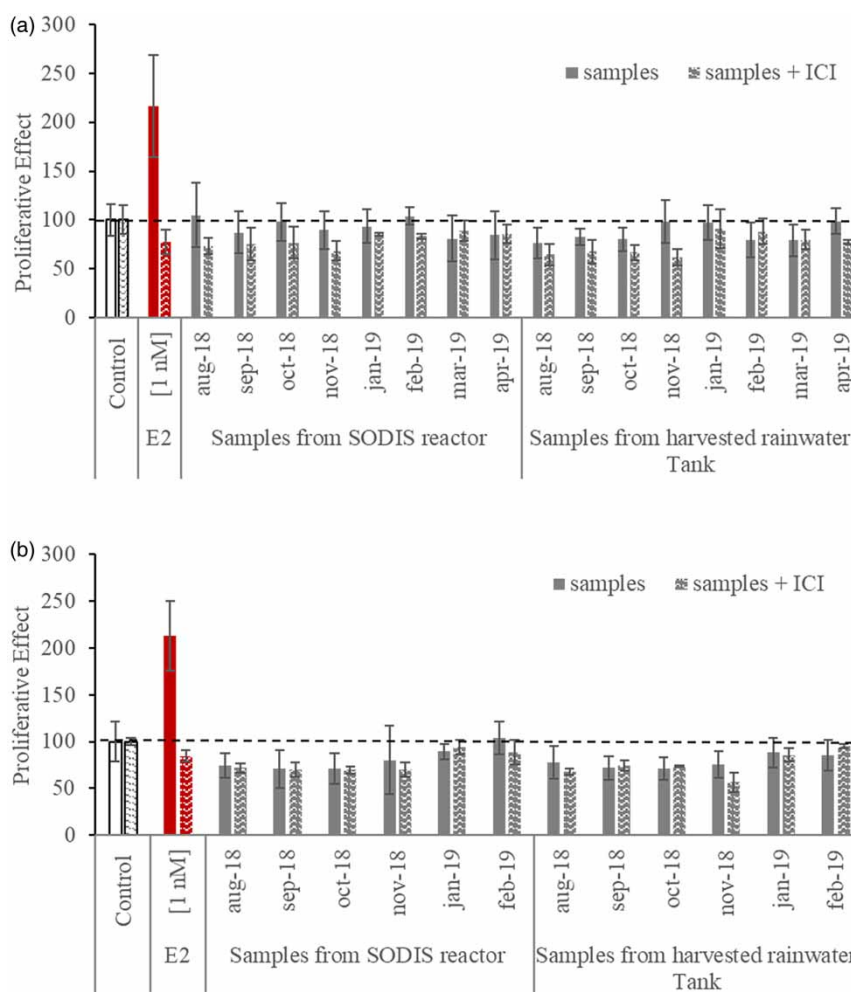 (a)
300
250
200
150
100
50
0
Proliferative Effect
samples
samples + ICI
Control
[1 nM]
aug-18
sep-18
oct-18
nov-18
jan-19
feb-19
mar-19
apr-19
aug-18
sep-18
oct-18
nov-18
jan-19
feb-19
mar-19
apr-19
E2
Samples from SODIS reactor
Samples from harvested rainwater
Tank
(b)
300
250
200
150
100
50
0
Proliferative Effect
samples
samples + ICI
Control
[1 nM]
aug-18
sep-18
oct-18
nov-18
jan-19
feb-19
aug-18
sep-18
oct-18
nov-18
jan-19
feb-19
E2
Samples from SODIS reactor
Samples from harvested rainwater
Tank